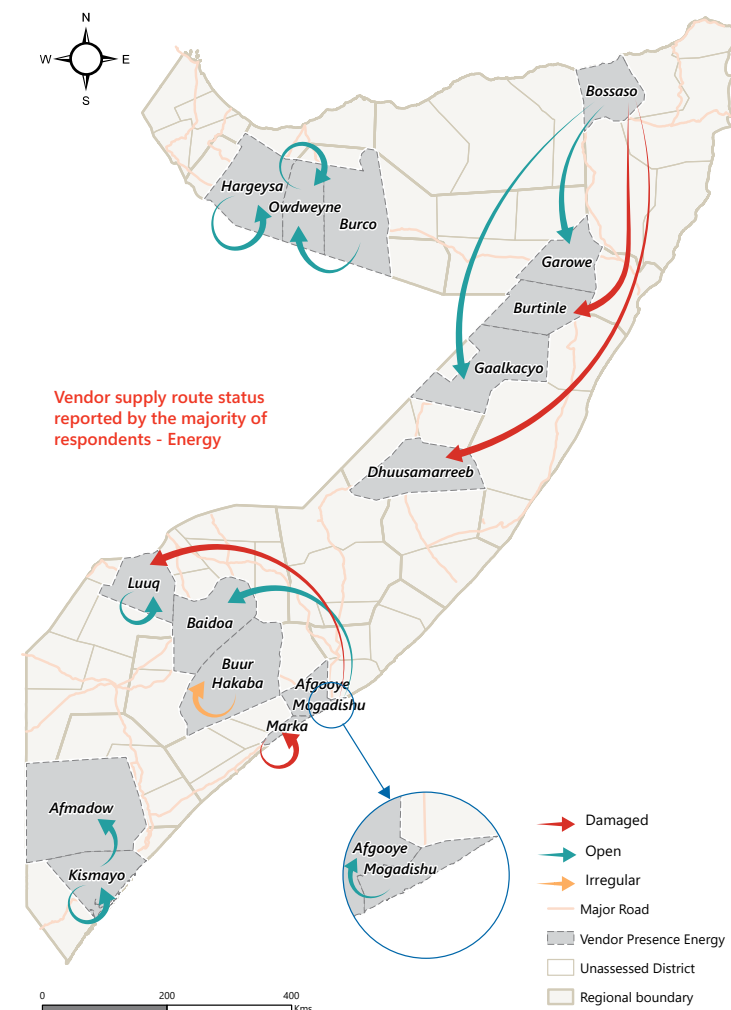 N
W
E
S
Bossaso
Hargeysa
Owdweyne
Burco
Garowe
Burtinle
Gaalkacyo
Vendor supply route status
reported by the majority of
respondents - Energy
Dhuusamarreeb
Luuq
Baidoa
Buur
Hakaba
Afgooye
Mogadishu
Marka
Afmadow
Kismayo
Afgooye
Mogadishu
Damaged
Open
Irregular
Major Road
Vendor Presence Energy
Unassessed District
Regional boundary
0
200
400
Kms